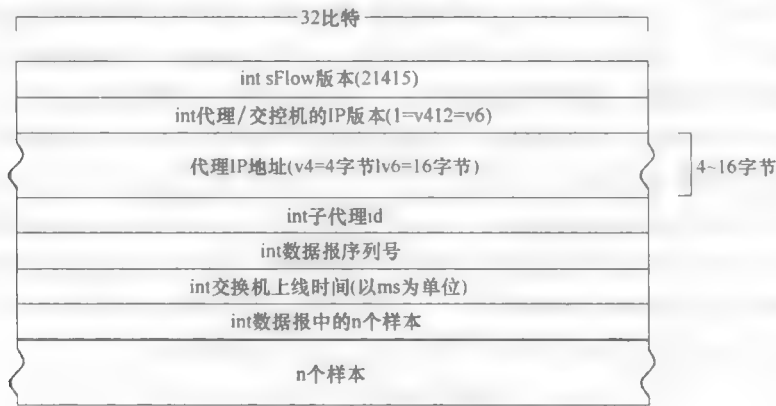 32比特
int sFlow版本(21415)
int代理/交控机的IP版本(1=v412=v6)
代理IP地址(v4=4字节lv6=16字节)
4~16字节
int子代理id
int数据报序列号
int交换机上线时间(以ms为单位)
int数据报中的n个样本
n个样本